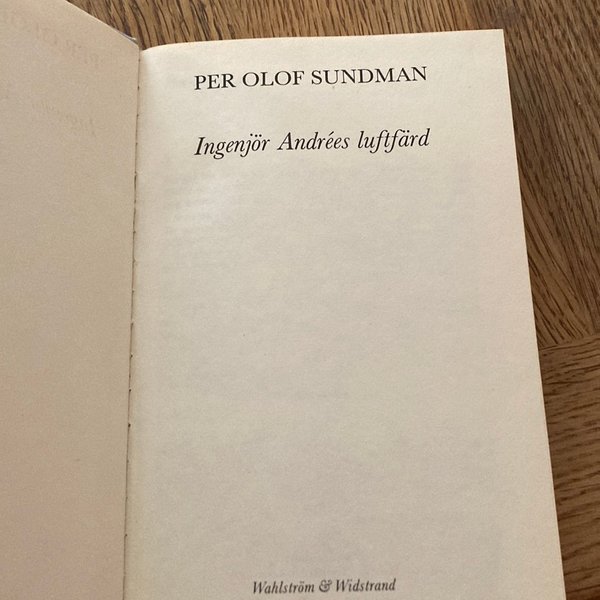 PER OLOF SUNDMAN
Ingenjör Andrées luftfärd
Wahlström & Widstrand